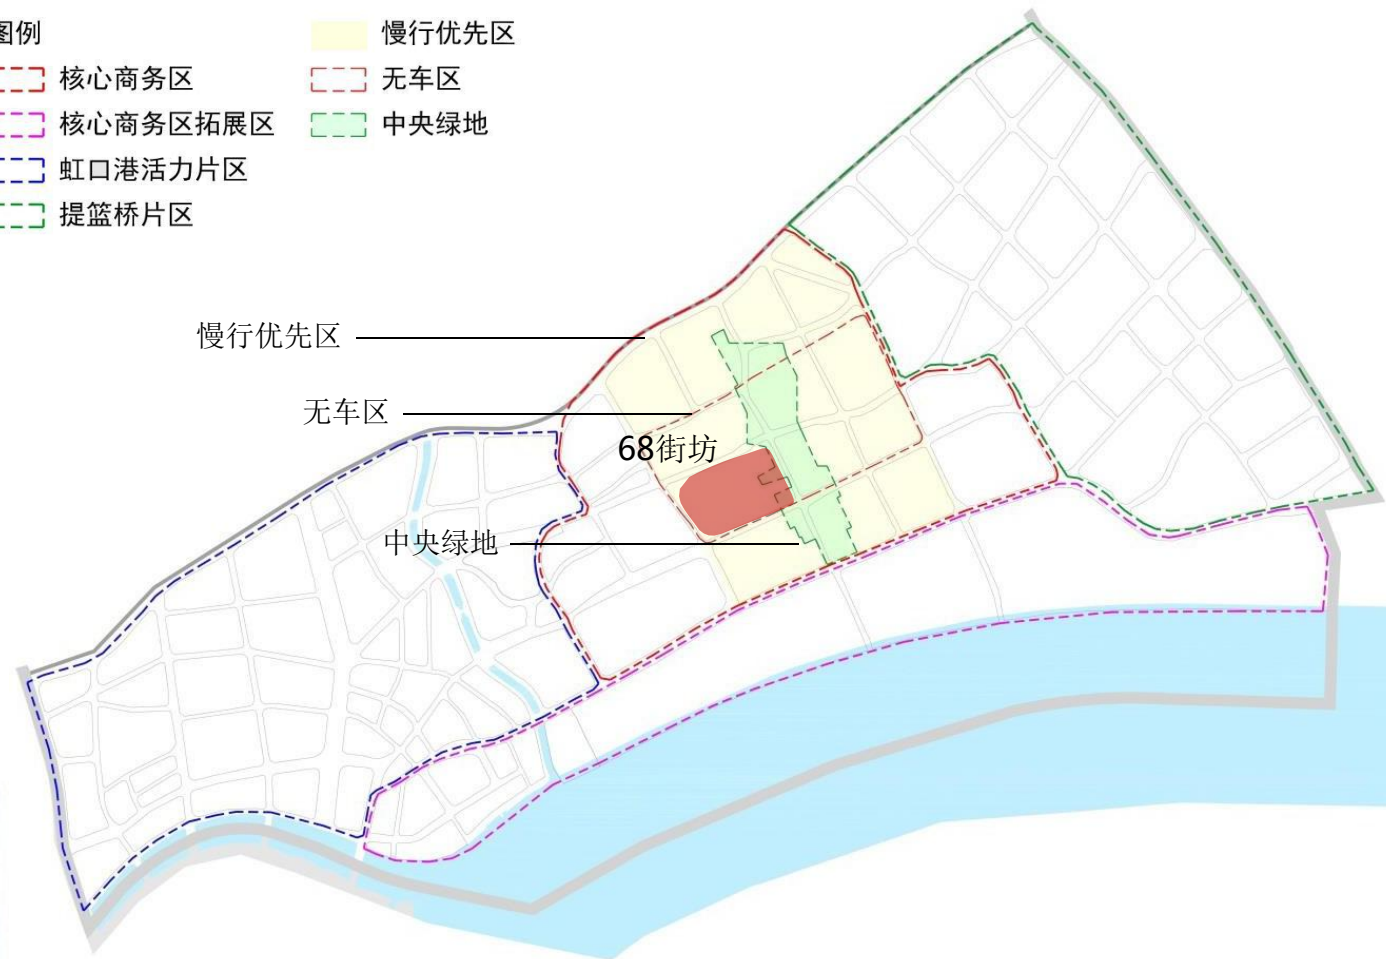 图例
核心商务区
核心商务区拓展区
虹口港活力片区
提篮桥片区
慢行优先区
无车区
中央绿地
慢行优先区
无车区
68街坊
中央绿地